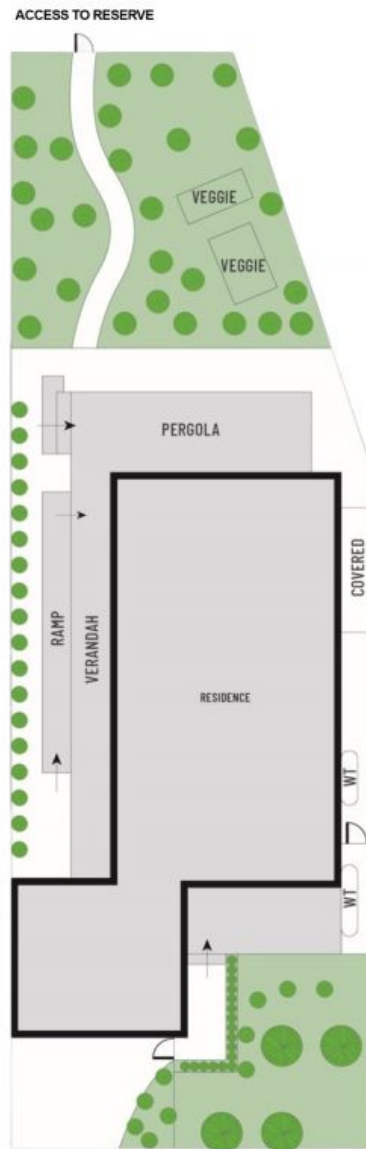 ACCESS TO RESERVE
VEGGIE
VEGGIE
PERGOLA
COVERED
RAMP
VERANDAH
RESIDENCE
WT
WT